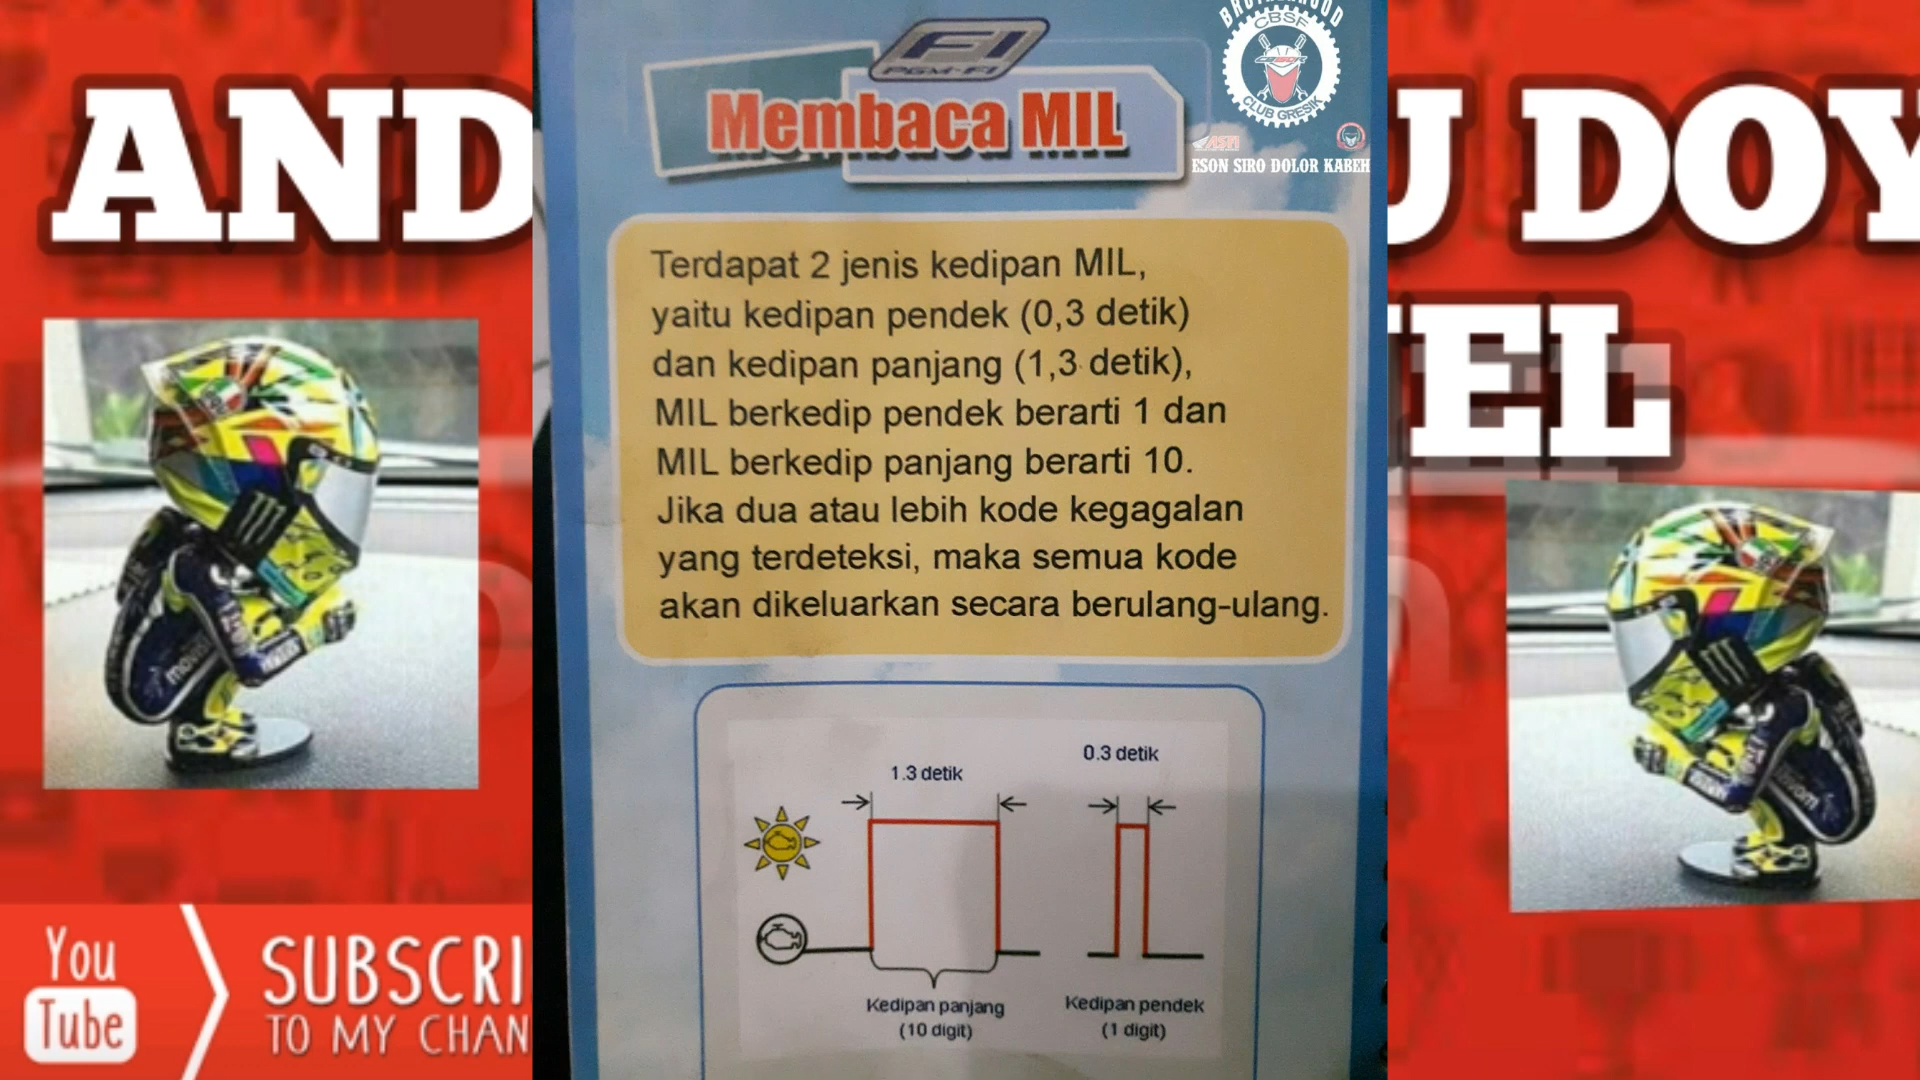 FI
PGM-FI
Membaca MIL
BROTHERHOOD
CBSF
CLUB GRESIK
ESON SIRO DOLOR KABEH
Terdapat 2 jenis kedipan MIL,
yaitu kedipan pendek (0,3 detik)
dan kedipan panjang (1,3 detik),
MIL berkedip pendek berarti 1 dan
MIL berkedip panjang berarti 10.
Jika dua atau lebih kode kegagalan
yang terdeteksi, maka semua kode
akan dikeluarkan secara berulang-ulang.
1.3 detik
0.3 detik
Kedipan panjang
(10 digit)
Kedipan pendek
(1 digit)
AND
U DOY
EL
You
Tube
SUBSCRI
TO MY CHAN